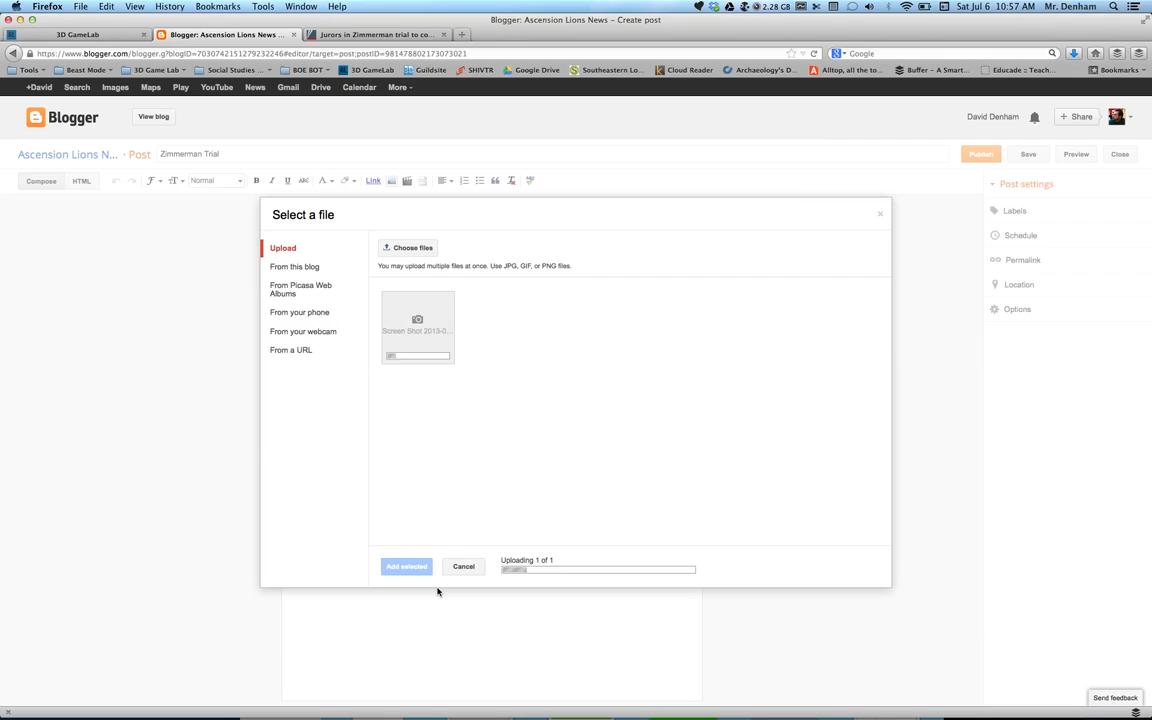 Firefox File Edit View History Bookmarks Tools Window Help 2.28 GB Sat Jul 6 10:57 AM Mr. Denham
Blogger: Ascension Lions News – Create post
3D GameLab Blogger: Ascension Lions News ... Jurors in Zimmerman trial to co...
https://www.blogger.com/blogger.g?blogID=7030742151279232246#editor/target=post;postID=981478802173073021 Google
Tools Beast Mode 3D Game Lab Social Studies ... BOE BOT 3D GameLab Guildsite SHIVTR Google Drive Southeastern Lo... Cloud Reader Archaeology's D... Alltop, all the to... Buffer - A Smart... Educade :: Teach... Bookmarks
+David Search Images Maps Play YouTube News Gmail Drive Calendar More
Blogger View blog David Denham + Share
Ascension Lions N... · Post Zimmerman Trial Publish Save Preview Close
Compose HTML Normal B I U ABC A Link
Post settings
Labels
Schedule
Permalink
Location
Options
Select a file
Upload
From this blog
From Picasa Web
Albums
From your phone
From your webcam
From a URL
Choose files
You may upload multiple files at once. Use JPG, GIF, or PNG files.
Screen Shot 2013-0...
Add selected Cancel Uploading 1 of 1
Send feedback